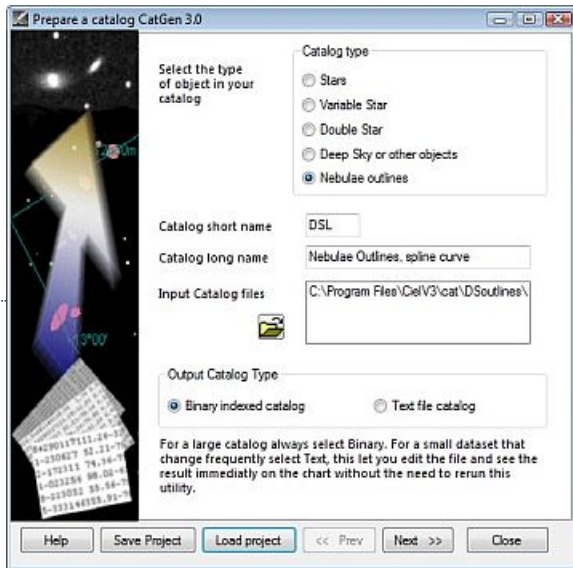 Prepare a catalog CatGen 3.0
Select the type
of object in your
catalog
Catalog type
Stars
Variable Star
Double Star
Deep Sky or other objects
Nebulae outlines
Catalog short name
DSL
Catalog long name
Nebulae Outlines, spline curve
Input Catalog files
C:\Program Files\CielV3\cat\DSoutlines\
13°00'
Output Catalog Type
Binary indexed catalog
Text file catalog
For a large catalog always select Binary. For a small dataset that
change frequently select Text, this let you edit the file and see the
result immediatly on the chart without the need to rerun this
utility.
Help
Save Project
Load project
<< Prev
Next >>
Close